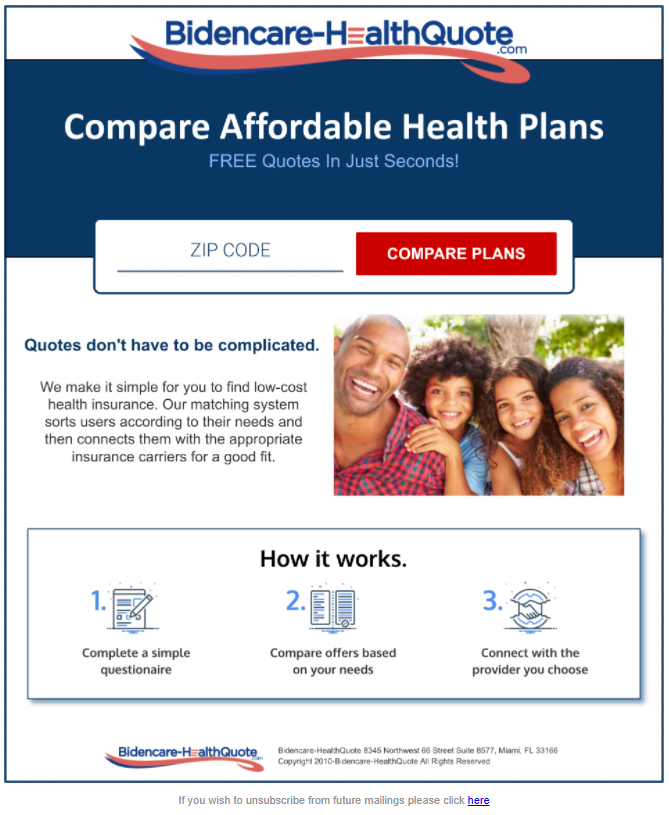 Bidencare-HealthQuote
.com
Compare Affordable Health Plans
FREE Quotes In Just Seconds!
ZIP CODE
COMPARE PLANS
Quotes don't have to be complicated.
We make it simple for you to find low-cost
health insurance. Our matching system
sorts users according to their needs and
then connects them with the appropriate
insurance carriers for a good fit.
How it works.
1.
Complete a simple
questionaire
2.
Compare offers based
on your needs
3.
Connect with the
provider you choose
Bidencare-HealthQuote
.com
Bidencare-HealthQuote 8345 Northwest 66 Street Suite 8577, Miami, FL 33166
Copyright 2010-Bidencare-HealthQuote All Rights Reserved
If you wish to unsubscribe from future mailings please click here